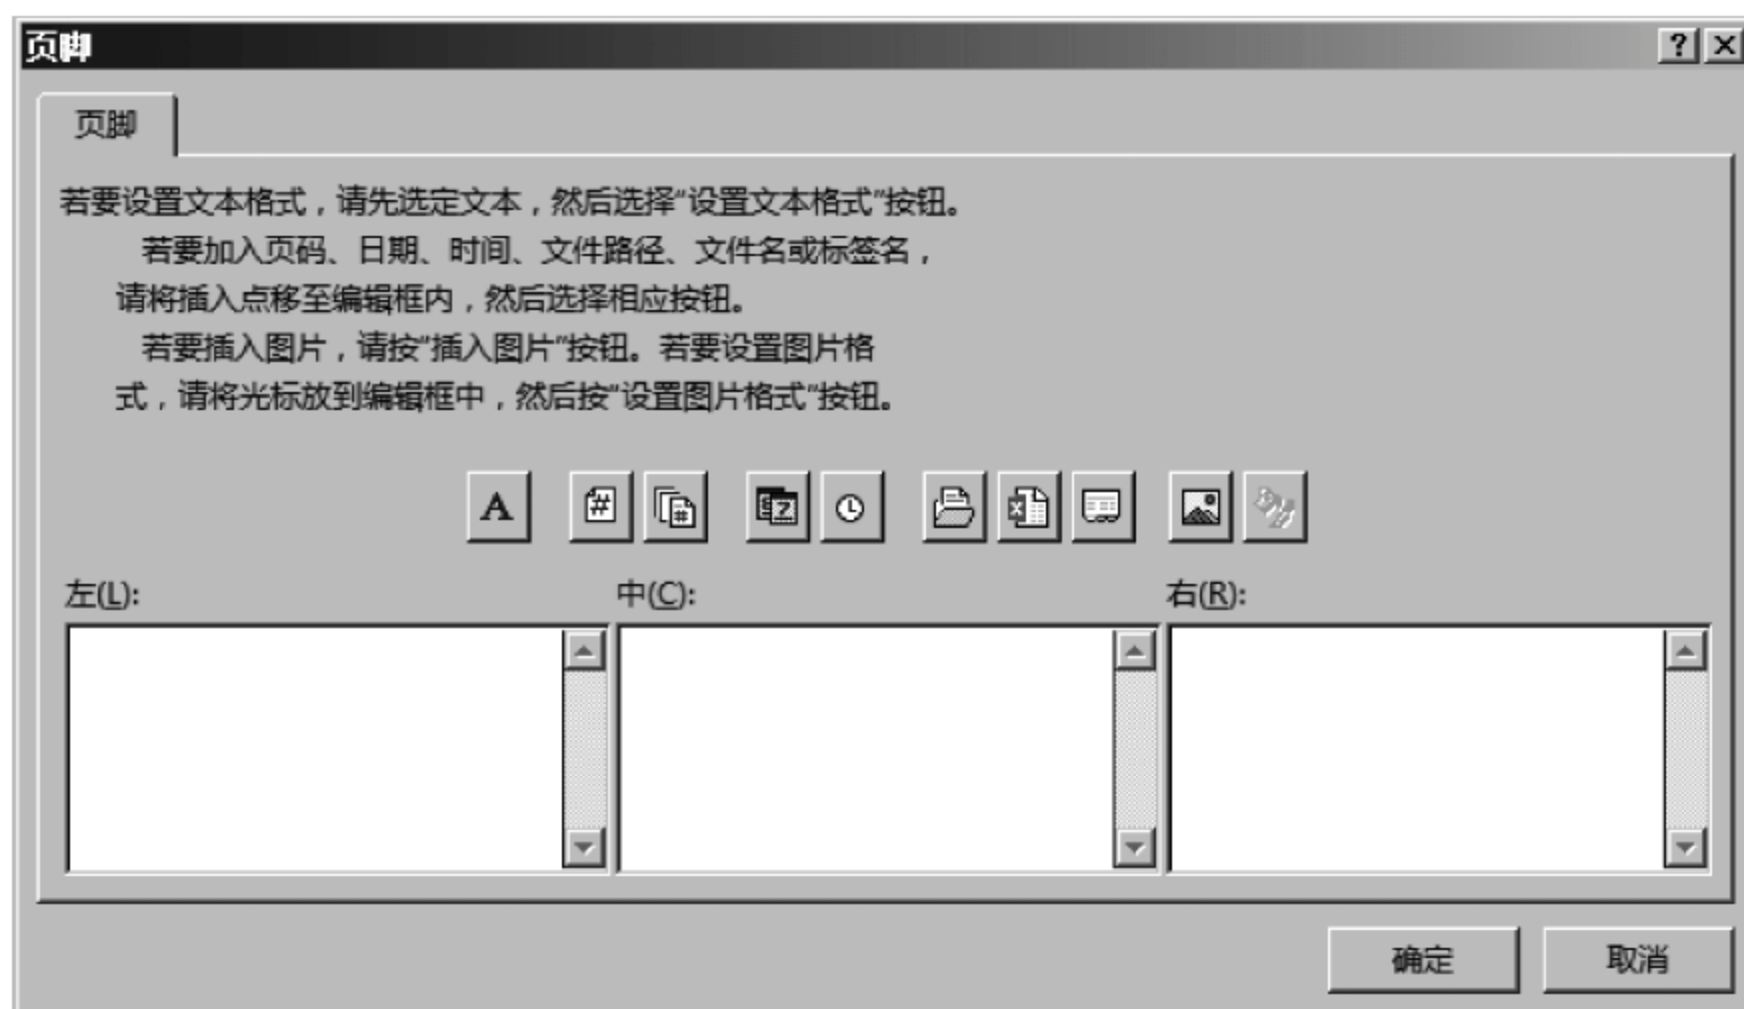 页脚
页脚
若要设置文本格式，请先选定文本，然后选择“设置文本格式”按钮。
若要加入页码、日期、时间、文件路径、文件名或标签名，
请将插入点移至编辑框内，然后选择相应按钮。
若要插入图片，请按“插入图片”按钮。若要设置图片格
式，请将光标放到编辑框中，然后按“设置图片格式”按钮。
A
左(L): 中(C): 右(R):
确定 取消